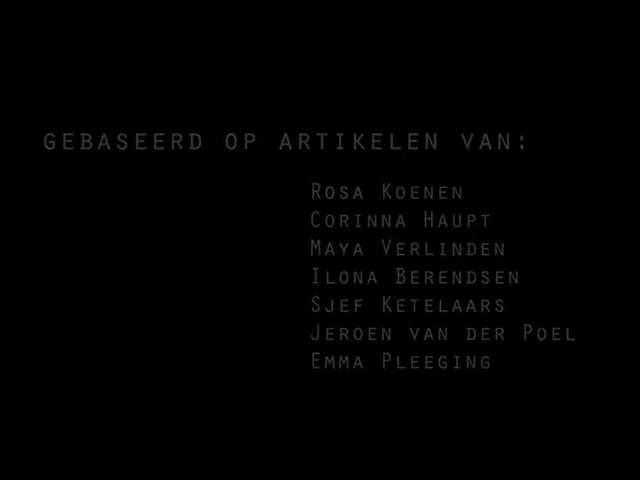 GEBASEERD OP ARTIKELEN VAN:
ROSA KOENEN
CORINNA HAUPT
MAYA VERLINDEN
ILONA BERENDSEN
SJEF KETELAARS
JEROEN VAN DER POEL
EMMA PLEEGING